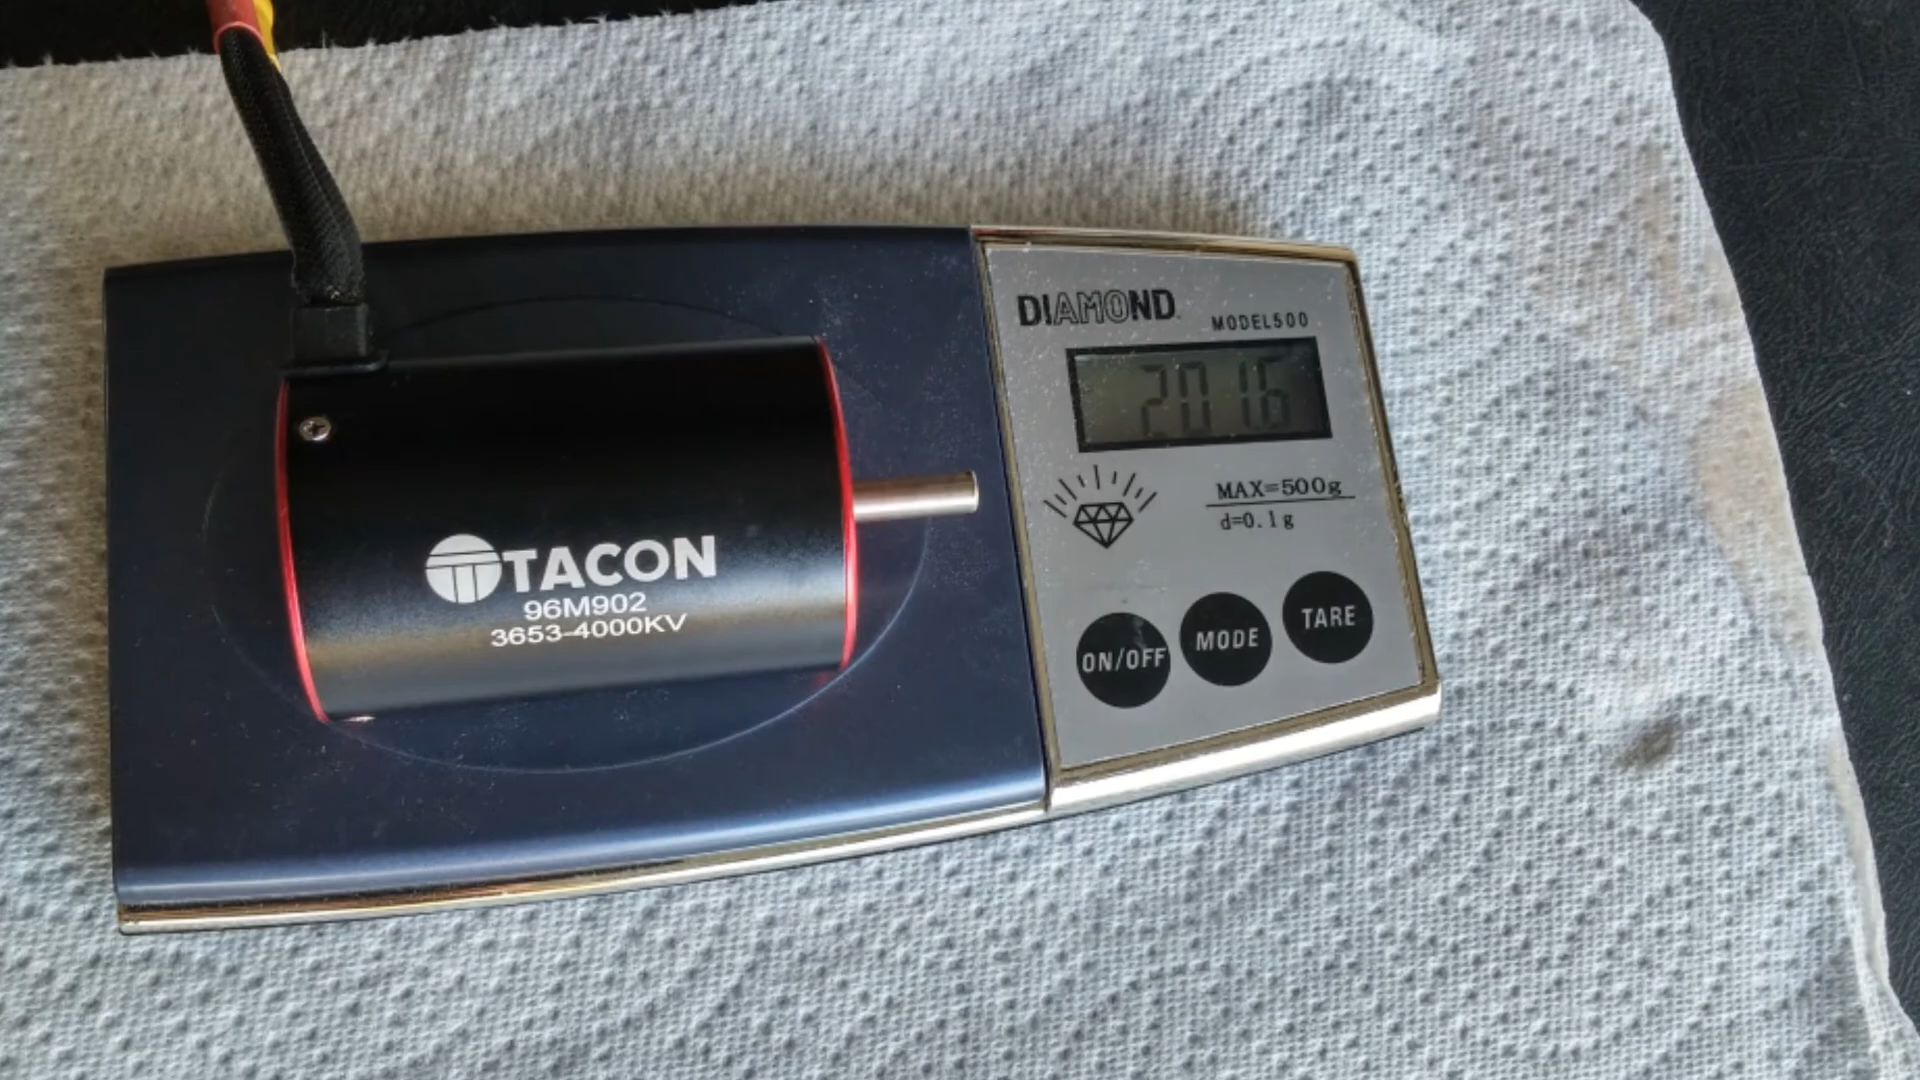 TACON
96M902
3653-4000KV
DIAMOND
MODEL500
201.6
MAX=500g
d=0.1g
ON/OFF
MODE
TARE